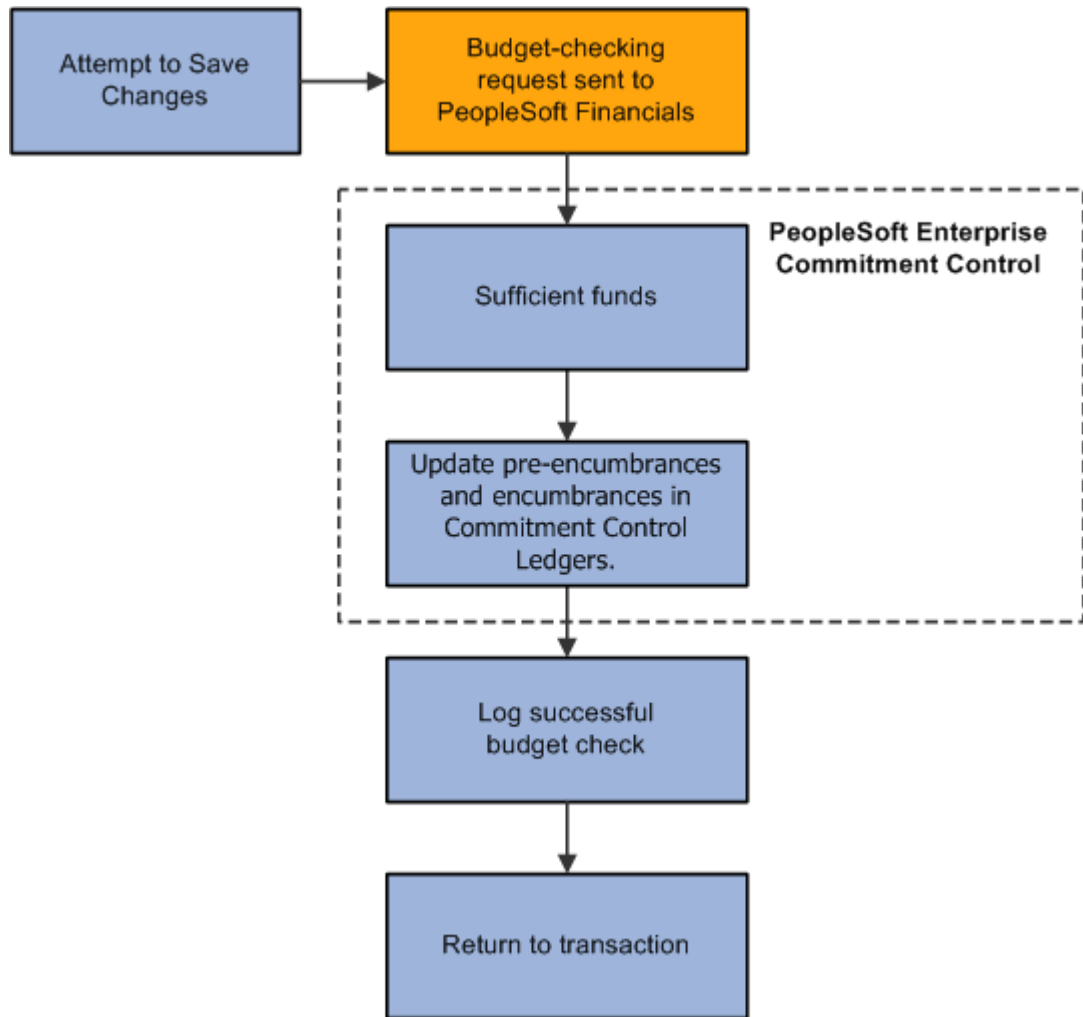 Attempt to Save
Changes
Budget-checking
request sent to
PeopleSoft Financials
PeopleSoft Enterprise
Commitment Control
Sufficient funds
Update pre-encumbrances
and encumbrances in
Commitment Control
Ledgers.
Log successful
budget check
Return to transaction